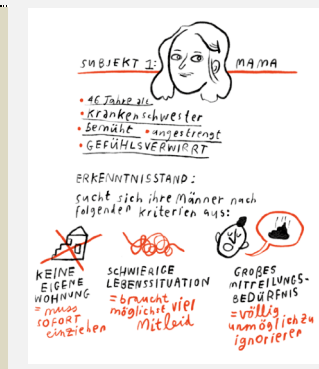 SUBJEKT 1: MAMA
• 46 Jahre alt
• Krankenschwester
• bemüht • angestrengt
• GEFÜHLSVERWIRRT
ERKENNTNISSTAND:
sucht sich ihre Männer nach
folgenden kriterien aus:
KEINE
EIGENE
WOHNUNG
= muss
SOFORT
einziehen
SCHWIERIGE
LEBENSSITUATION
= braucht
möglichst viel
Mitleid
GROßES
MITTEILUNGS-
BEDÜRFNIS
= völlig
unmöglich zu
ignorieren